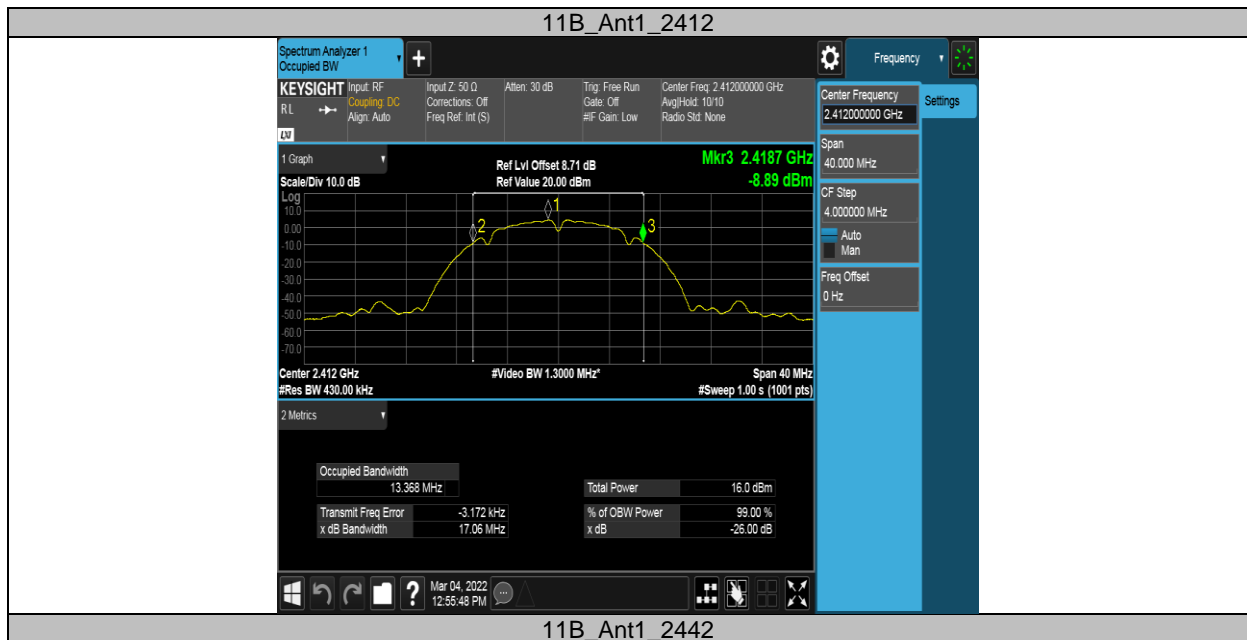 11B_Ant1_2412
Spectrum Analyzer 1
Occupied BW
+
Frequency
KEYSIGHT
RL
LXI
Input: RF
Coupling: DC
Align: Auto
Input Z: 50 Ω
Corrections: Off
Freq Ref: Int (S)
Atten: 30 dB
Trig: Free Run
Gate: Off
#IF Gain: Low
Center Freq: 2.412000000 GHz
Avg|Hold: 10/10
Radio Std: None
Center Frequency
2.412000000 GHz
Settings
Span
40.000 MHz
CF Step
4.000000 MHz
Auto
Man
Freq Offset
0 Hz
1 Graph
Ref Lvl Offset 8.71 dB
Mkr3 2.4187 GHz
Scale/Div 10.0 dB
Ref Value 20.00 dBm
-8.89 dBm
Log
10.0
0.00
-10.0
-20.0
-30.0
-40.0
-50.0
-60.0
-70.0
1
2
3
Center 2.412 GHz
#Video BW 1.3000 MHz*
Span 40 MHz
#Res BW 430.00 kHz
#Sweep 1.00 s (1001 pts)
2 Metrics
Occupied Bandwidth
13.368 MHz
Total Power 16.0 dBm
Transmit Freq Error -3.172 kHz
% of OBW Power 99.00 %
x dB Bandwidth 17.06 MHz
x dB -26.00 dB
?
Mar 04, 2022
12:55:48 PM
11B_Ant1_2442